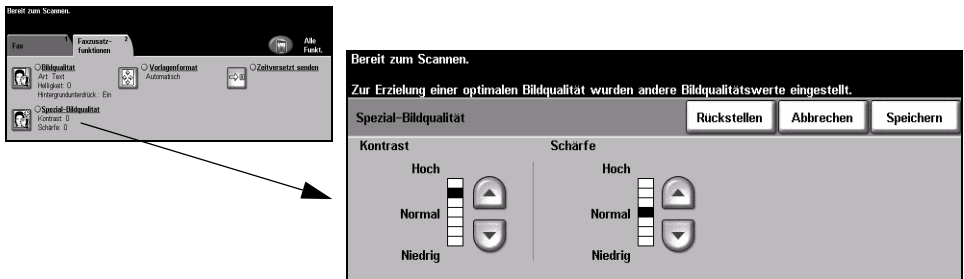 Bereit zum Scannen.
Fax 1
Faxzusatz-
funktionen 2
Alle
Funkt.
Bildqualität
Art: Text
Helligkeit: 0
Hintergrundunterdrück.: Ein
Vorlagenformat
Automatisch
Zeitversetzt senden
Spezial-Bildqualität
Kontrast: 0
Schärfe: 0
Bereit zum Scannen.
Zur Erzielung einer optimalen Bildqualität wurden andere Bildqualitätswerte eingestellt.
Spezial-Bildqualität
Rückstellen
Abbrechen
Speichern
Kontrast
Schärfe
Hoch
Normal
Niedrig
Hoch
Normal
Niedrig